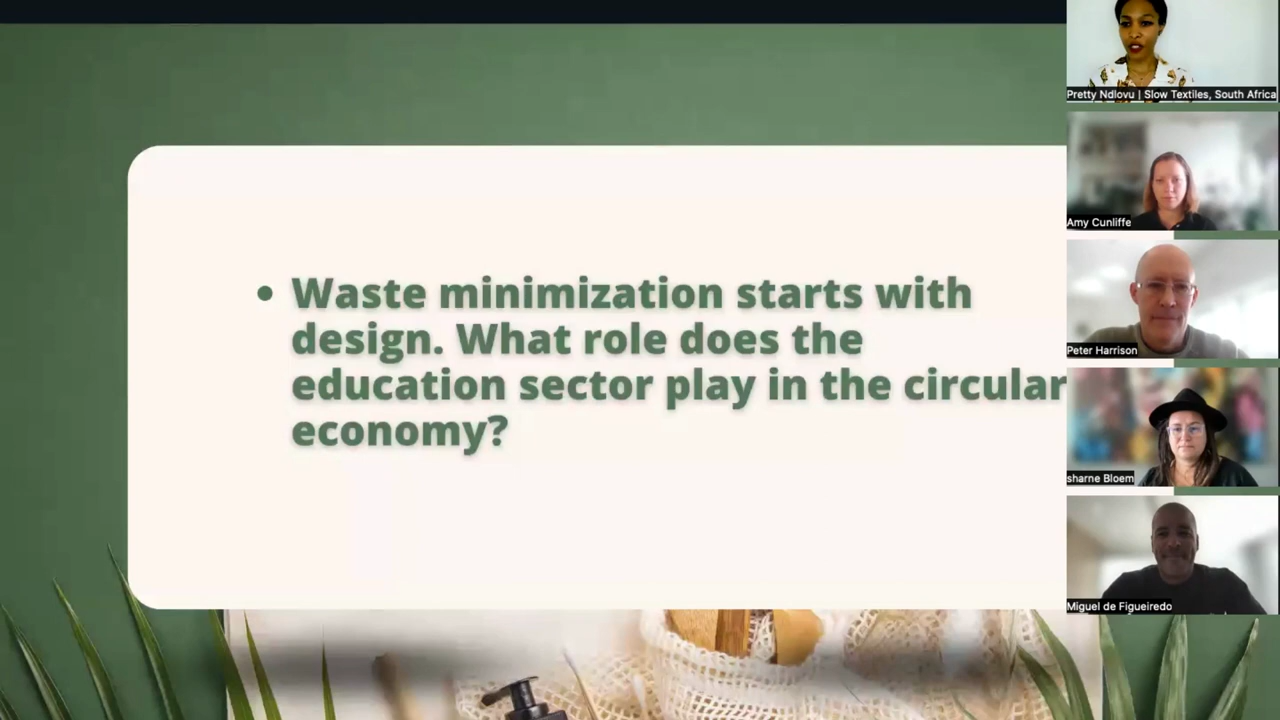 • Waste minimization starts with
design. What role does the
education sector play in the circular
economy?
Pretty Ndlovu | Slow Textiles, South Africa
Amy Cunliffe
Peter Harrison
sharne Bloem
Miguel de Figueiredo